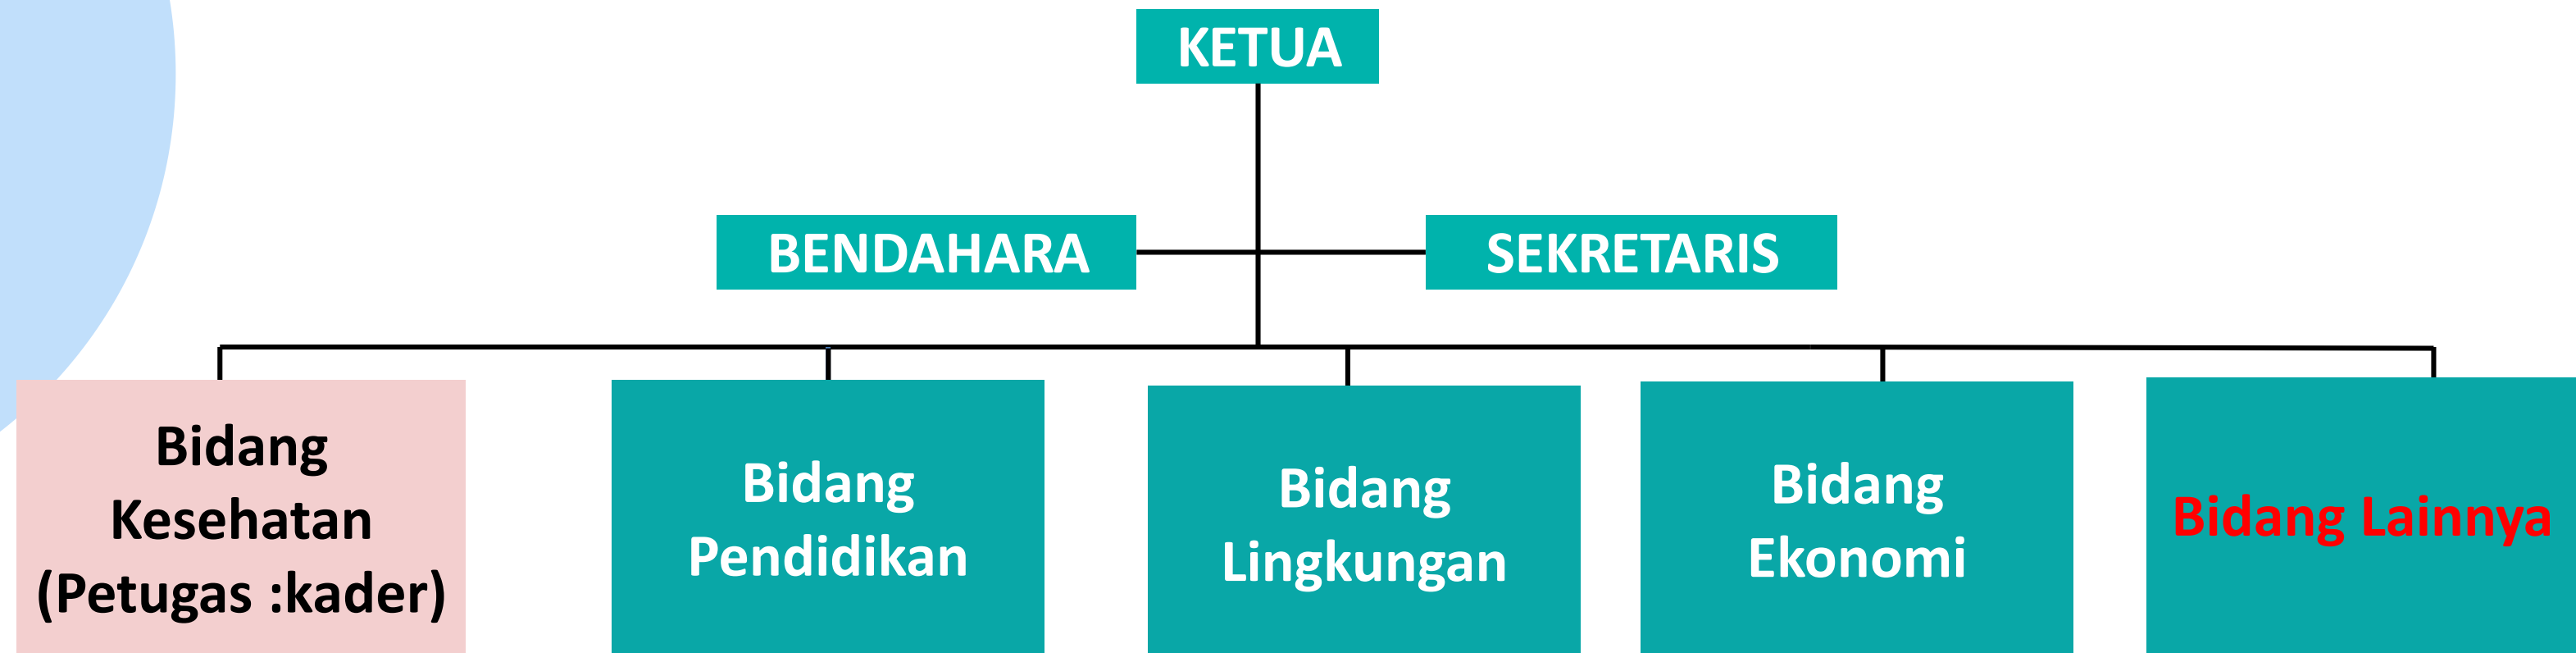 KETUA
BENDAHARA
SEKRETARIS
Bidang
Kesehatan
(Petugas :kader)
Bidang
Pendidikan
Bidang
Lingkungan
Bidang
Ekonomi
Bidang Lainnya